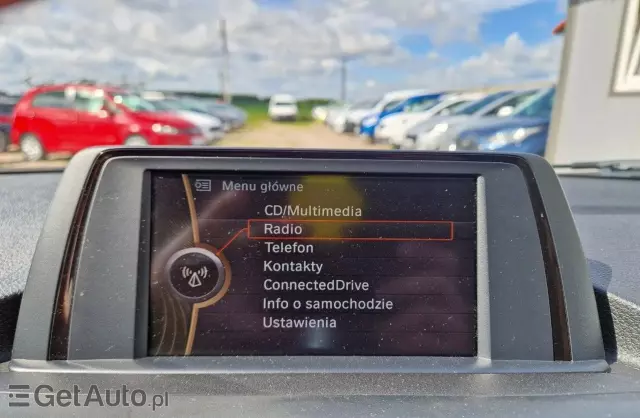 Menu główne
CD/Multimedia
Radio
Telefon
Kontakty
ConnectedDrive
Info o samochodzie
Ustawienia
GetAuto.pl